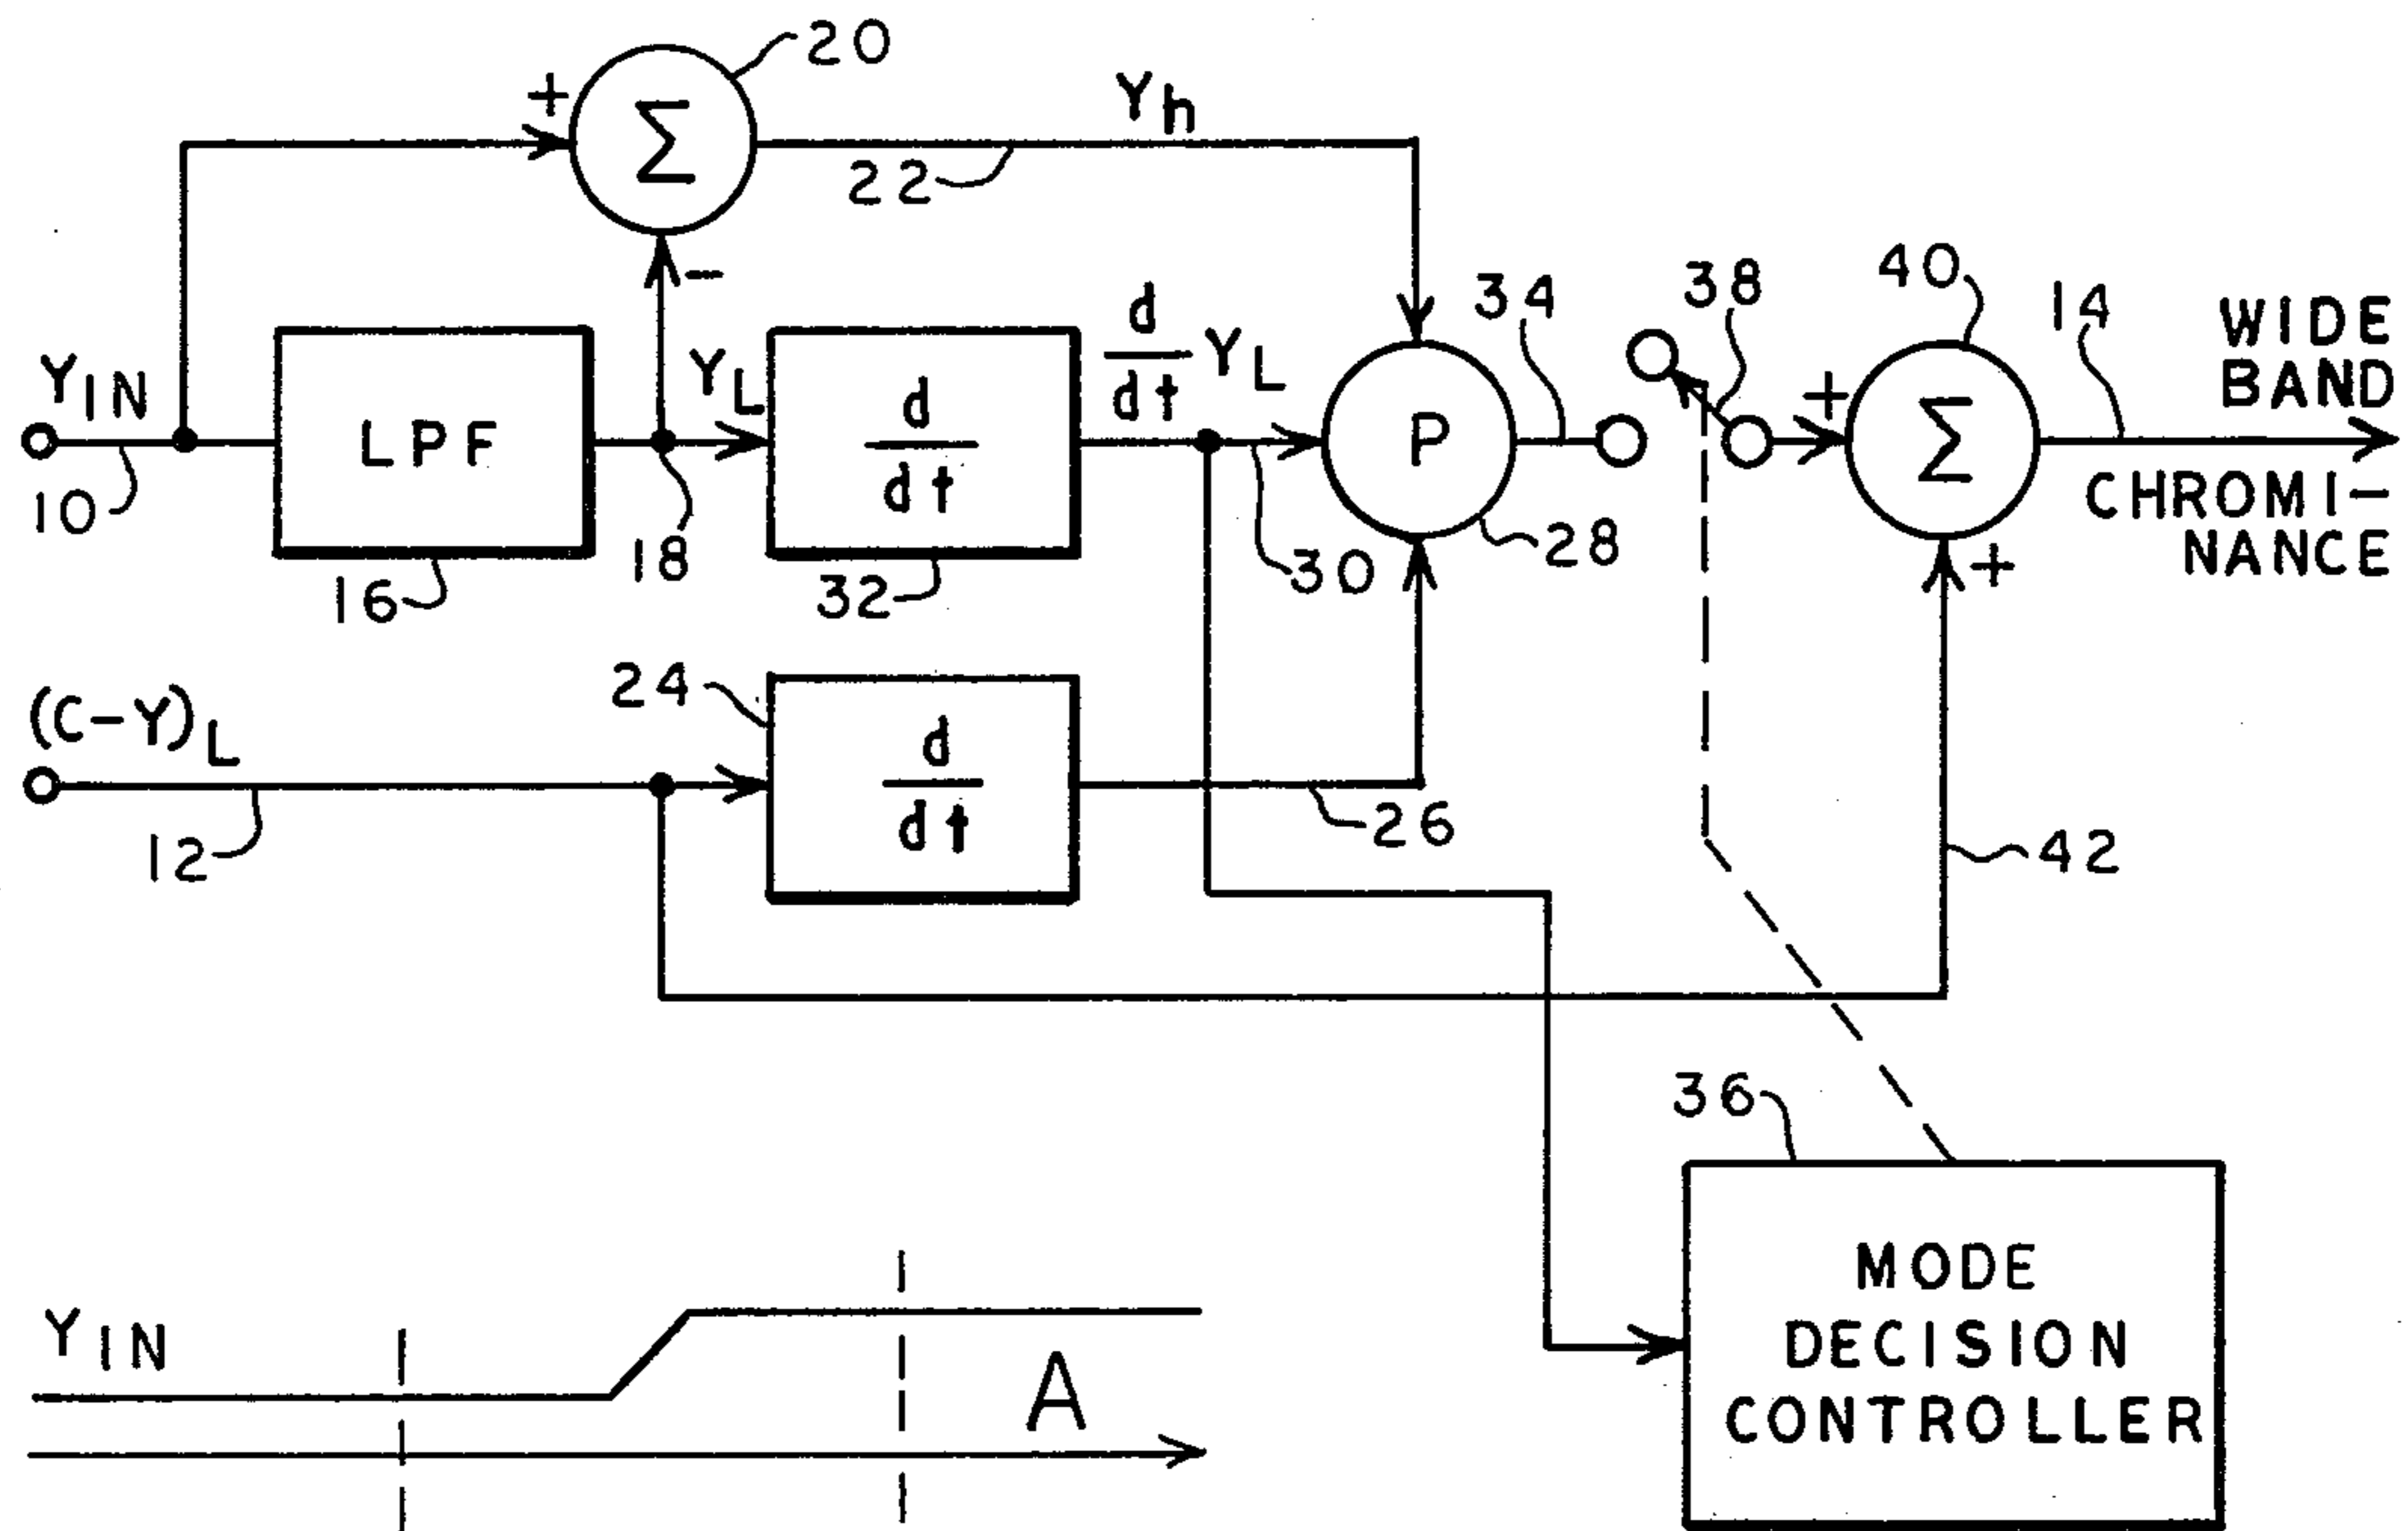 20
+
Σ
Yh
22
-
YIN
10
LPF
16
YL
18
d
dt
32
d
dt YL
30
P
28
34
38
+
40
Σ
14
WIDE
BAND
CHROMI-
NANCE
+
(C-Y)L
12
24
d
dt
26
42
36
MODE
DECISION
CONTROLLER
YIN
A